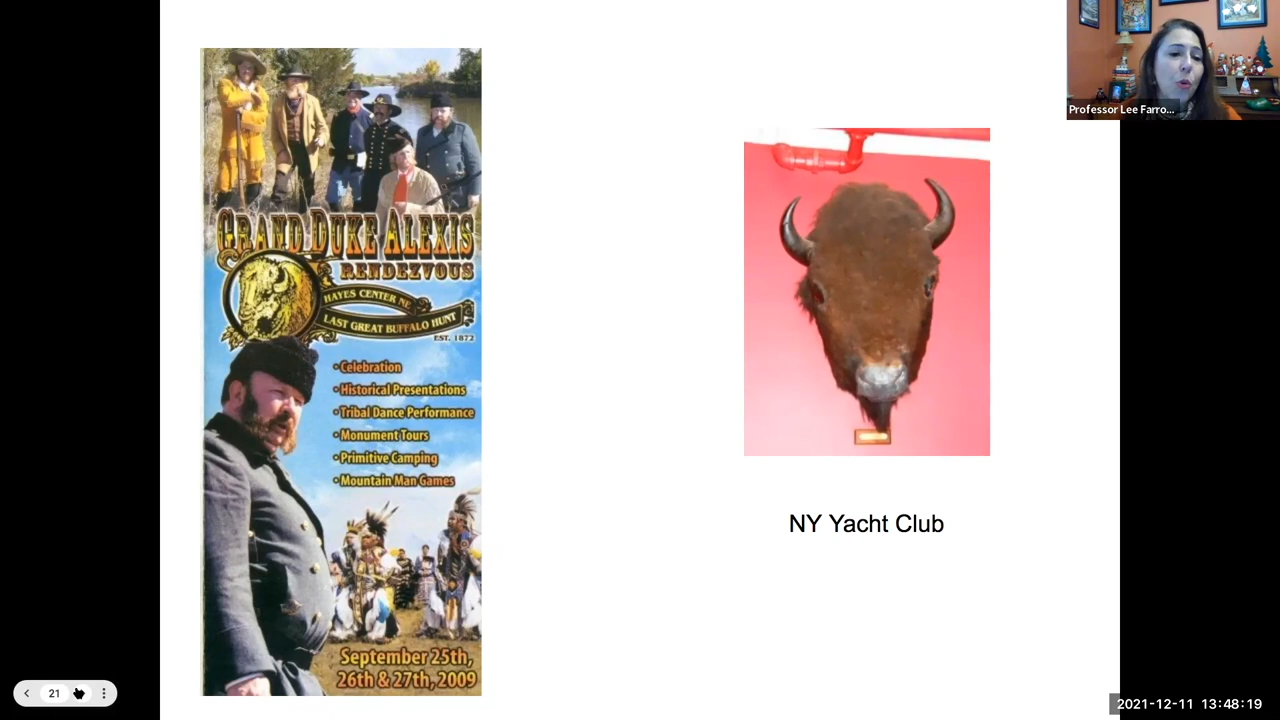 GRAND DUKE ALEXIS
RENDEZVOUS
HAYES CENTER NE
LAST GREAT BUFFALO HUNT
EST. 1872
• Celebration
• Historical Presentations
• Tribal Dance Performance
• Monument Tours
• Primitive Camping
• Mountain Man Games
September 25th,
26th & 27th, 2009
NY Yacht Club
Professor Lee Farro...
21
2021-12-11 13:48:19